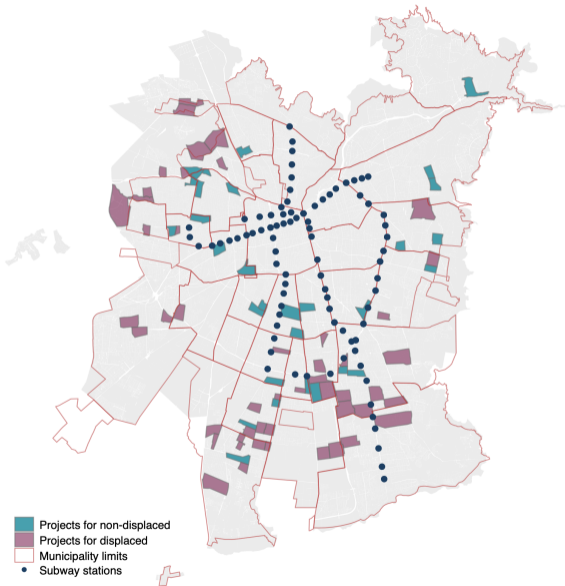 Projects for non-displaced
Projects for displaced
Municipality limits
Subway stations